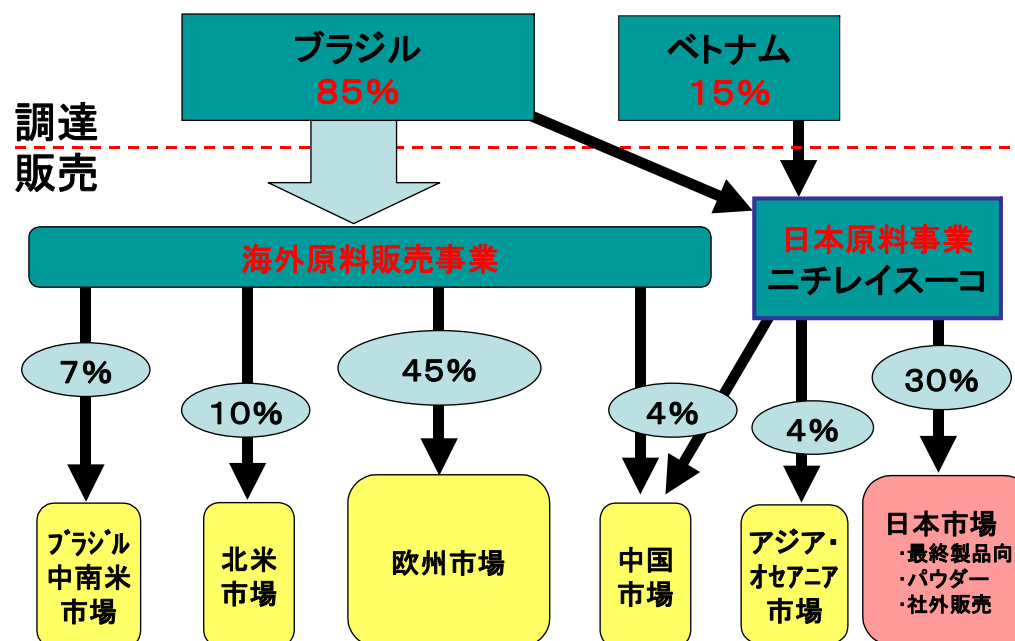 ブラジル
85%
ベトナム
15%
調達
販売
海外原料販売事業
日本原料事業
ニチレイスーコ
7%
10%
45%
4%
4%
30%
ブラジル
中南米
市場
北米
市場
欧州市場
中国
市場
アジア・
オセアニア
市場
日本市場
・最終製品向
・パウダー
・社外販売